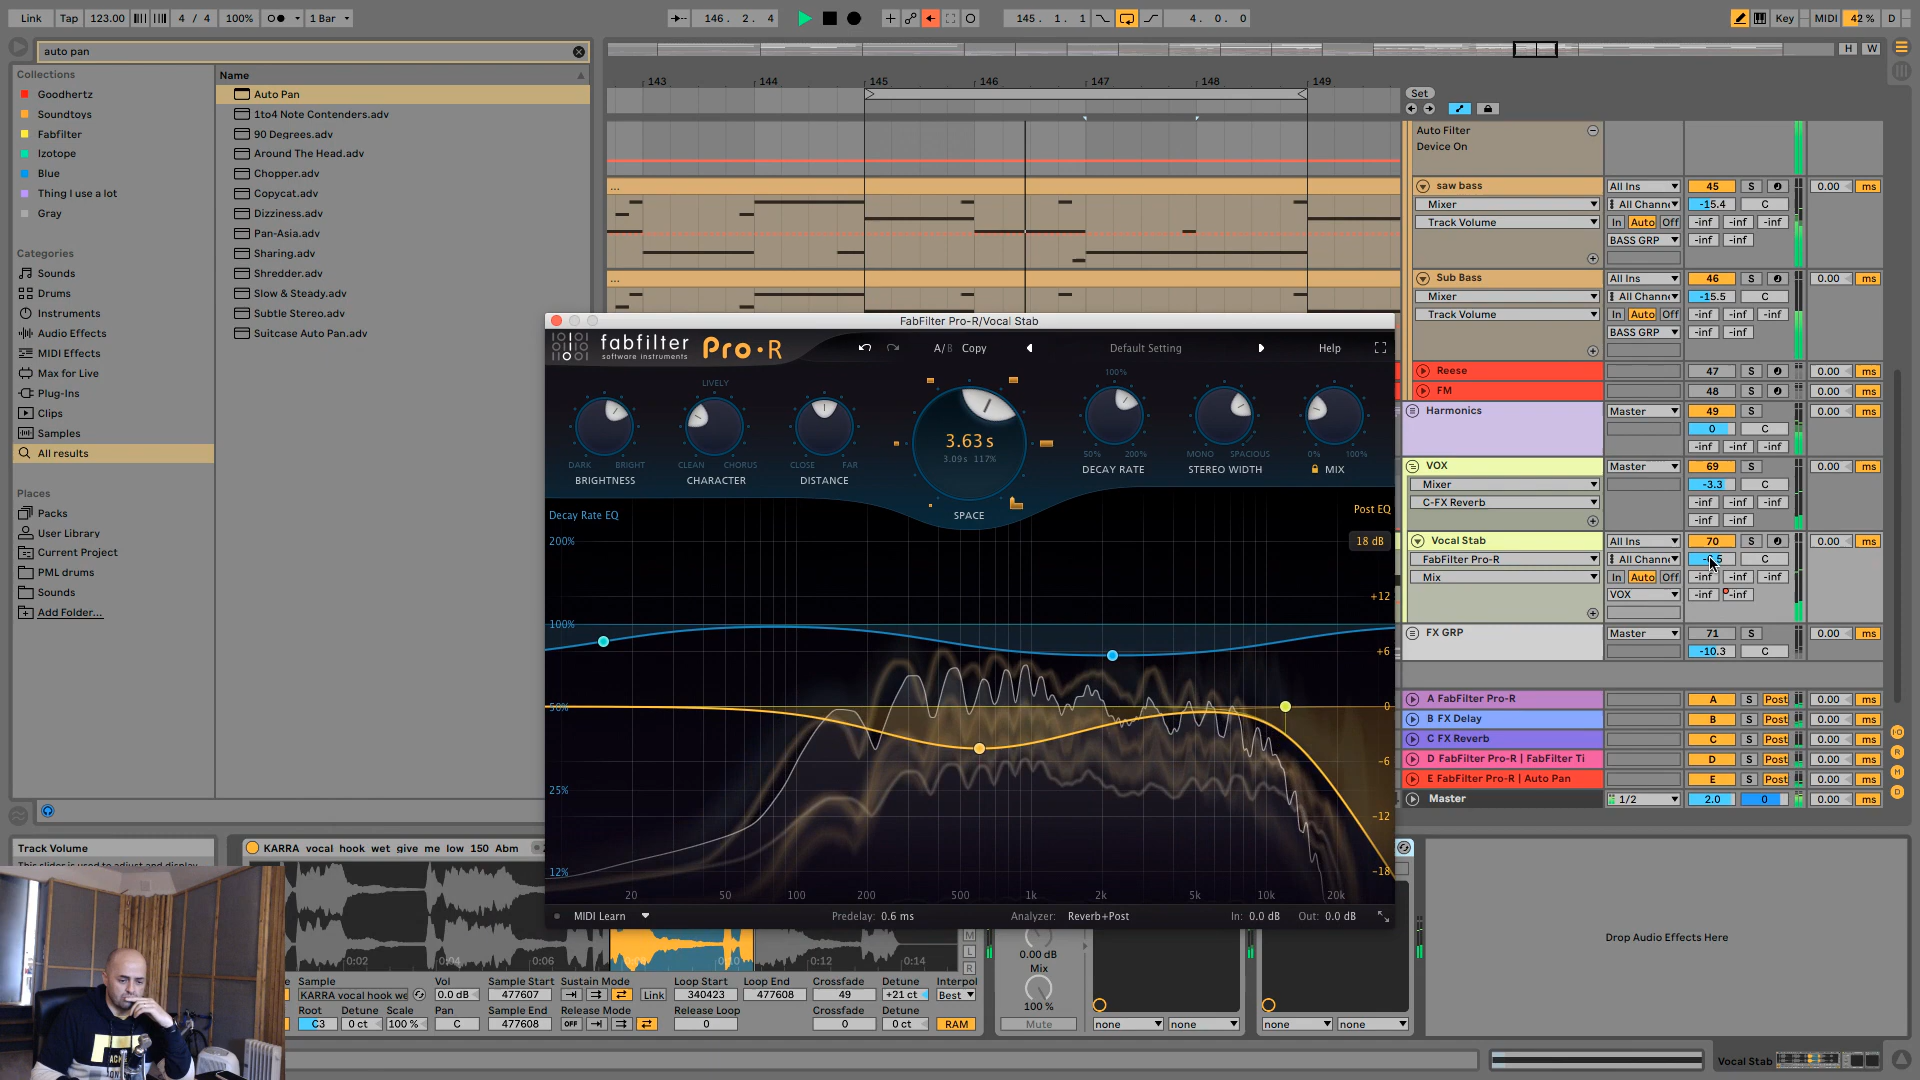 Link Tap 123.00 4 / 4 100% 1 Bar 146. 2. 4 145. 1. 1 4. 0. 0 Key MIDI 42 % D
auto pan
H W
Collections
Goodhertz
Soundtoys
Fabfilter
Izotope
Blue
Thing I use a lot
Gray
Categories
Sounds
Drums
Instruments
Audio Effects
MIDI Effects
Max for Live
Plug-Ins
Clips
Samples
All results
Places
Packs
User Library
Current Project
PML drums
Sounds
Add Folder...
Name
Auto Pan
1to4 Note Contenders.adv
90 Degrees.adv
Around The Head.adv
Chopper.adv
Copycat.adv
Dizziness.adv
Pan-Asia.adv
Sharing.adv
Shredder.adv
Slow & Steady.adv
Subtle Stereo.adv
Suitcase Auto Pan.adv
143 144 145 146 147 148 149
...
...
Set
Auto Filter
Device On
saw bass All Ins 45 S 0.00 ms
Mixer All Channe -15.4 C
Track Volume In Auto Off -inf -inf -inf
BASS GRP -inf -inf
Sub Bass All Ins 46 S 0.00 ms
Mixer All Channe -15.5 C
Track Volume In Auto Off -inf -inf -inf
BASS GRP -inf -inf
Reese 47 S 0.00 ms
FM 48 S 0.00 ms
Harmonics Master 49 S 0.00 ms
0 C
-inf -inf -inf
VOX Master 69 S 0.00 ms
Mixer -3.3 C
C-FX Reverb -inf -inf -inf
-inf -inf
Vocal Stab All Ins 70 S 0.00 ms
FabFilter Pro-R All Channe C
Mix In Auto Off -inf -inf -inf
VOX -inf -inf
FX GRP Master 71 S 0.00 ms
-10.3 C
A FabFilter Pro-R A S Post 0.00 ms
B FX Delay B S Post 0.00 ms
C FX Reverb C S Post 0.00 ms
D FabFilter Pro-R | FabFilter Ti D S Post 0.00 ms
E FabFilter Pro-R | Auto Pan E S Post 0.00 ms
Master 1/2 2.0 0 0.00 ms
FabFilter Pro-R/Vocal Stab
fabfilter
software instruments
Pro·R
A/B Copy Default Setting Help
LIVELY 100%
DARK BRIGHT
BRIGHTNESS
CLEAN CHORUS
CHARACTER
CLOSE FAR
DISTANCE
3.63 s
3.09s 117%
SPACE
50% 200%
DECAY RATE
MONO SPACIOUS
STEREO WIDTH
0% 100%
MIX
Decay Rate EQ
Post EQ
200% 18 dB
+12
100%
+6
50% 0
-6
25%
-12
12% -18
20 50 100 200 500 1k 2k 5k 10k 20k
MIDI Learn Predelay: 0.6 ms Analyzer: Reverb+Post In: 0.0 dB Out: 0.0 dB
Track Volume
KARRA vocal hook wet give me low 150 Abm
0:02 0:04 0:06 0:10 0:12 0:14
M
L
R
Sample Vol Sample Start Sustain Mode Loop Start Loop End Crossfade Detune Interpol
KARRA vocal hook we 0.0 dB 477607 Link 340423 477608 49 +21 ct Best
Root Detune Scale Pan Sample End Release Mode Release Loop Crossfade Detune
C3 0 ct 100 % C 477608 OFF 0 0 0 ct RAM
0.00 dB
Mix
100 %
Mute
none none none none
Drop Audio Effects Here
Vocal Stab